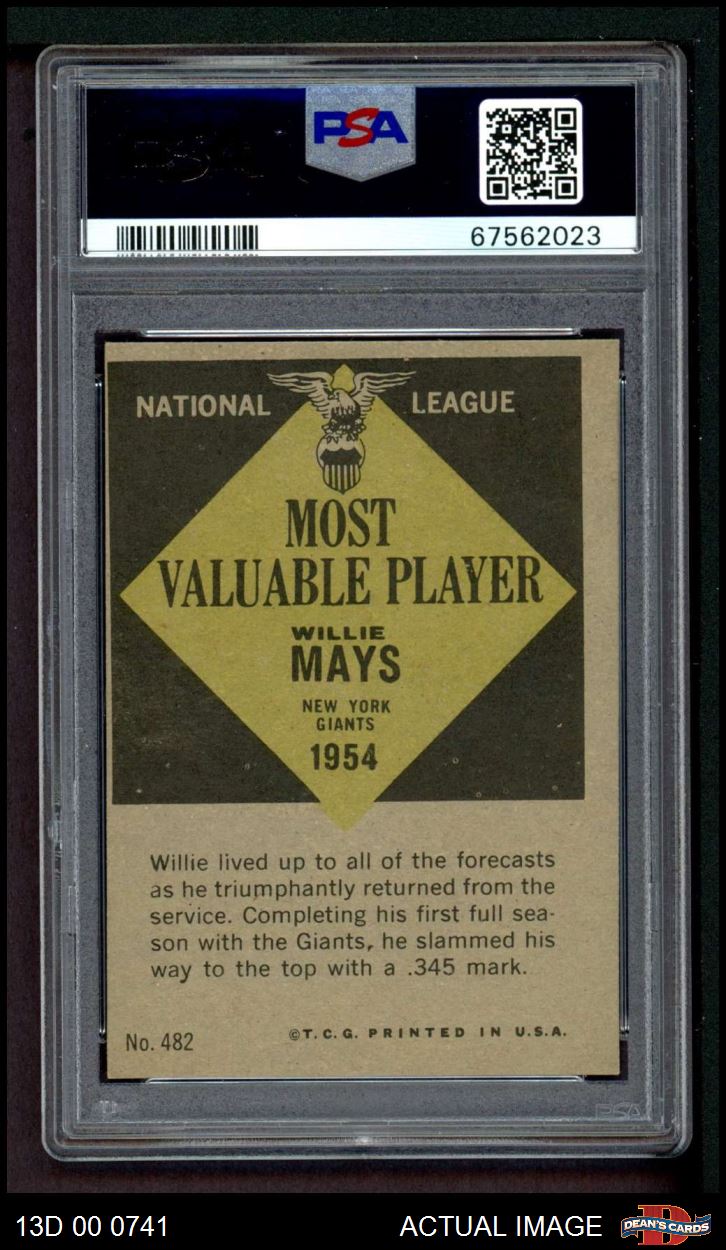 PSA
67562023
NATIONAL LEAGUE
MOST
VALUABLE PLAYER
WILLIE
MAYS
NEW YORK
GIANTS
1954
Willie lived up to all of the forecasts
as he triumphantly returned from the
service. Completing his first full sea-
son with the Giants, he slammed his
way to the top with a .345 mark.
No. 482
©T.C.G. PRINTED IN U.S.A.
PSA
13D 00 0741
ACTUAL IMAGE
DEAN'S CARDS